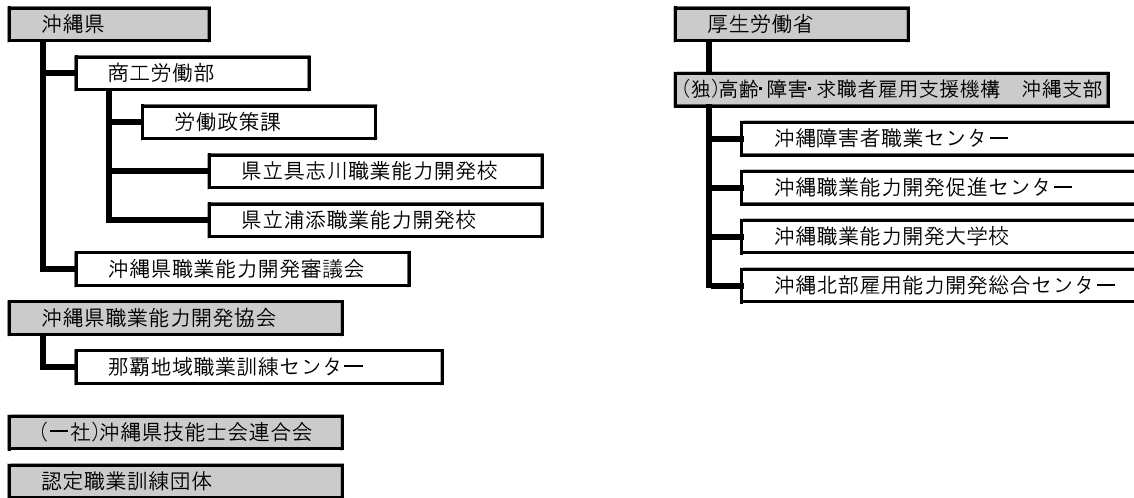 沖縄県
商工労働部
労働政策課
県立具志川職業能力開発校
県立浦添職業能力開発校
沖縄県職業能力開発審議会
沖縄県職業能力開発協会
那覇地域職業訓練センター
(一社)沖縄県技能士会連合会
認定職業訓練団体
厚生労働省
(独)高齢・障害・求職者雇用支援機構　沖縄支部
沖縄障害者職業センター
沖縄職業能力開発促進センター
沖縄職業能力開発大学校
沖縄北部雇用能力開発総合センター